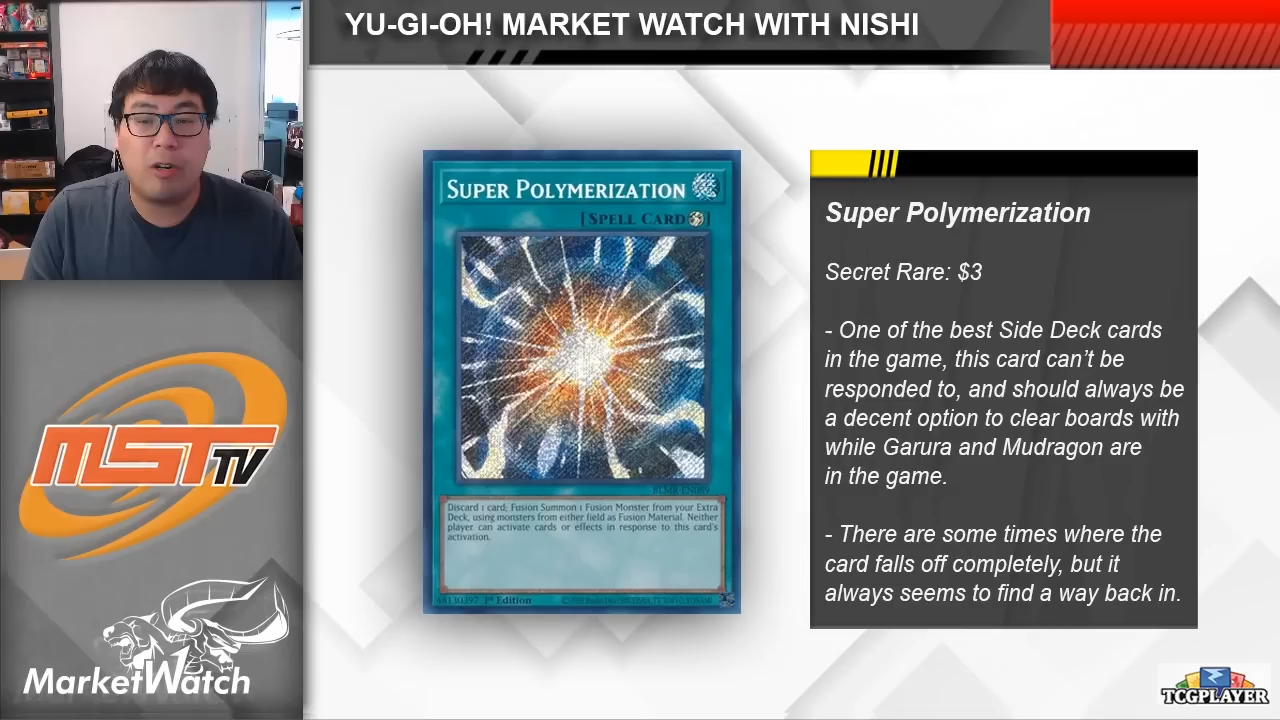 YU-GI-OH! MARKET WATCH WITH NISHI
SUPER POLYMERIZATION
[SPELL CARD]
BLMR-EN089
Discard 1 card; Fusion Summon 1 Fusion Monster from your Extra
Deck, using monsters from either field as Fusion Material. Neither
player can activate cards or effects in response to this card's
activation.
48130397 1st Edition
Super Polymerization
Secret Rare: $3
- One of the best Side Deck cards
in the game, this card can’t be
responded to, and should always be
a decent option to clear boards with
while Garura and Mudragon are
in the game.
- There are some times where the
card falls off completely, but it
always seems to find a way back in.
MST TV
MarketWatch
TCGPLAYER